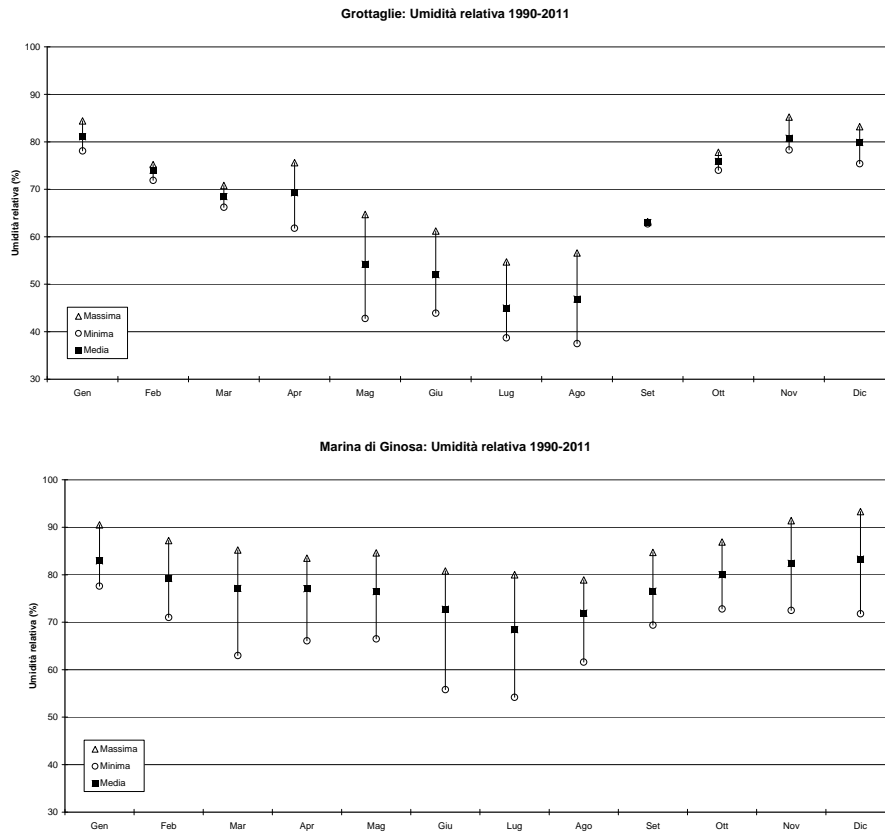 Grottaglie: Umidità relativa 1990-2011
100
90
80
70
60
50
40
30
Umidità relativa (%)
Massima
Minima
Media
Gen Feb Mar Apr Mag Giu Lug Ago Set Ott Nov Dic
Marina di Ginosa: Umidità relativa 1990-2011
100
90
80
70
60
50
40
30
Umidità relativa (%)
Massima
Minima
Media
Gen Feb Mar Apr Mag Giu Lug Ago Set Ott Nov Dic